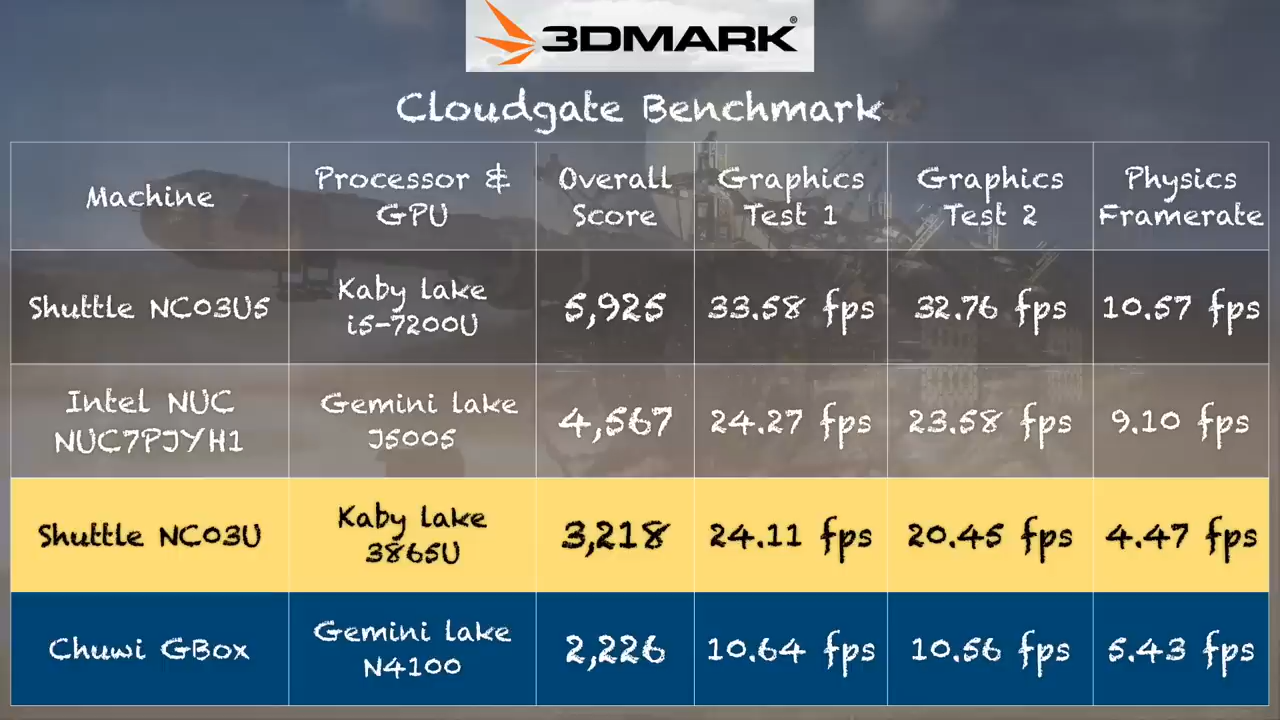 3DMARK®
Cloudgate Benchmark
Machine
Processor &
GPU
Overall
Score
Graphics
Test 1
Graphics
Test 2
Physics
Framerate
Shuttle NC03U5
Kaby lake
i5-7200U
5,925
33.58 fps
32.76 fps
10.57 fps
Intel NUC
NUC7PJYH1
Gemini lake
J5005
4,567
24.27 fps
23.58 fps
9.10 fps
Shuttle NC03U
Kaby lake
3865U
3,218
24.11 fps
20.45 fps
4.47 fps
Chuwi GBox
Gemini lake
N4100
2,226
10.64 fps
10.56 fps
5.43 fps